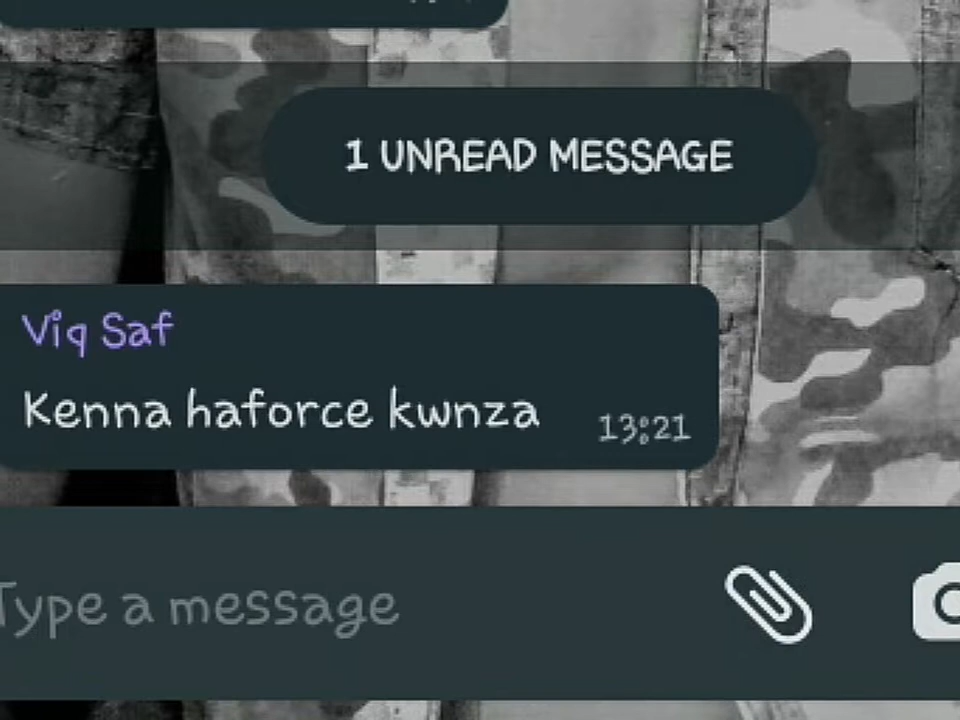 1 UNREAD MESSAGE
Viq Saf
Kenna haforce kwnza
13:21
Type a message